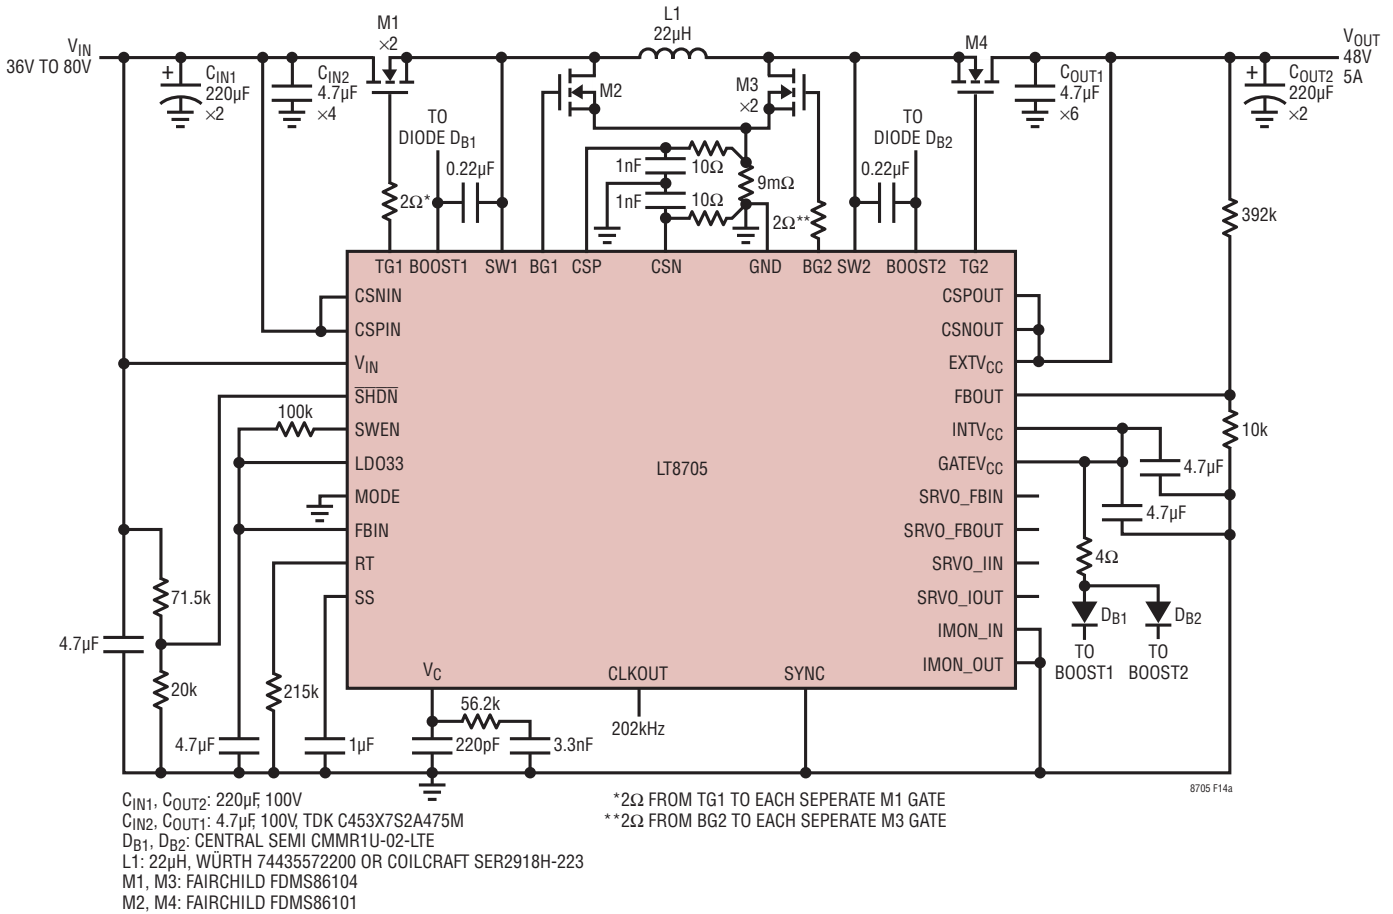 V_IN
36V TO 80V
+
C_IN1
220µF
×2
C_IN2
4.7µF
×4
M1
×2
L1
22µH
M2
M3
×2
M4
C_OUT1
4.7µF
×6
+
C_OUT2
220µF
×2
V_OUT
48V
5A
TO
DIODE D_B1
0.22µF
2Ω*
1nF
10Ω
1nF
10Ω
9mΩ
2Ω**
TO
DIODE D_B2
0.22µF
392k
TG1 BOOST1 SW1 BG1 CSP CSN GND BG2 SW2 BOOST2 TG2
CSNIN
CSPIN
V_IN
SHDN
SWEN
LDO33
MODE
FBIN
RT
SS
100k
LT8705
CSPOUT
CSNOUT
EXTV_CC
FBOUT
INTV_CC
GATEV_CC
SRVO_FBIN
SRVO_FBOUT
SRVO_IIN
SRVO_IOUT
IMON_IN
IMON_OUT
10k
4.7µF
4.7µF
4Ω
D_B1
D_B2
TO
BOOST1
TO
BOOST2
71.5k
4.7µF
20k
215k
4.7µF
1µF
V_C
CLKOUT
SYNC
56.2k
220pF
3.3nF
202kHz
8705 F14a
C_IN1, C_OUT2: 220µF, 100V
C_IN2, C_OUT1: 4.7µF, 100V, TDK C453X7S2A475M
D_B1, D_B2: CENTRAL SEMI CMMR1U-02-LTE
L1: 22µH, WÜRTH 74435572200 OR COILCRAFT SER2918H-223
M1, M3: FAIRCHILD FDMS86104
M2, M4: FAIRCHILD FDMS86101
*2Ω FROM TG1 TO EACH SEPERATE M1 GATE
**2Ω FROM BG2 TO EACH SEPERATE M3 GATE